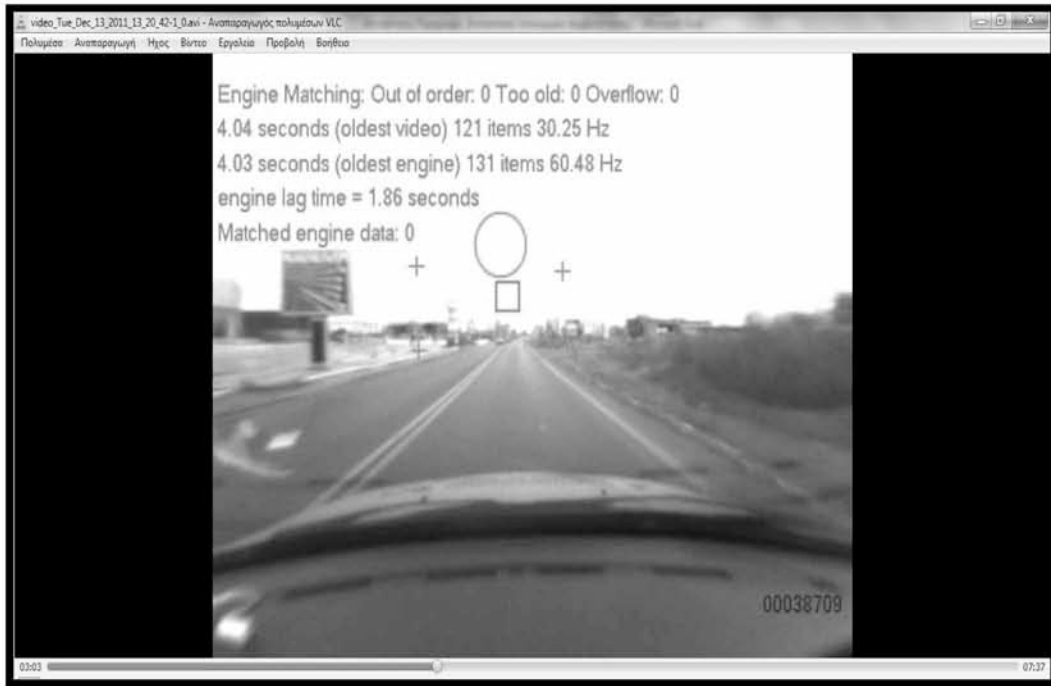 video_Tue_Dec_13_2011_13_20_42-1_0.avi - Αναπαραγωγός πολυμέσων VLC
Πολυμέσα Αναπαραγωγή Ήχος Βίντεο Εργαλεία Προβολή Βοήθεια
Engine Matching: Out of order: 0 Too old: 0 Overflow: 0
4.04 seconds (oldest video) 121 items 30.25 Hz
4.03 seconds (oldest engine) 131 items 60.48 Hz
engine lag time = 1.86 seconds
Matched engine data: 0
00038709
03:03
07:37